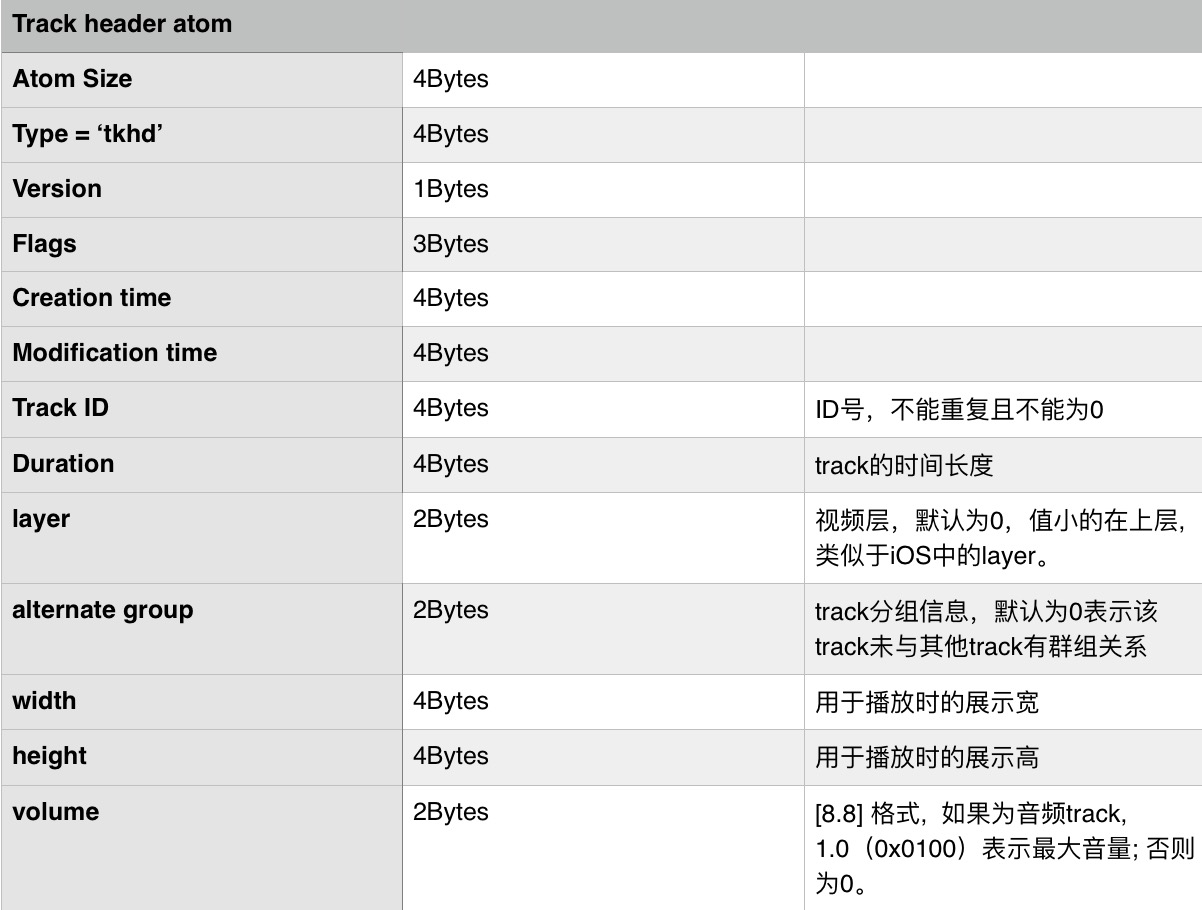 Track header atom
Atom Size 4Bytes
Type = ‘tkhd’ 4Bytes
Version 1Bytes
Flags 3Bytes
Creation time 4Bytes
Modification time 4Bytes
Track ID 4Bytes ID号，不能重复且不能为0
Duration 4Bytes track的时间长度
layer 2Bytes 视频层，默认为0，值小的在上层,
类似于iOS中的layer。
alternate group 2Bytes track分组信息，默认为0表示该
track未与其他track有群组关系
width 4Bytes 用于播放时的展示宽
height 4Bytes 用于播放时的展示高
volume 2Bytes [8.8] 格式，如果为音频track,
1.0（0x0100）表示最大音量; 否则
为0。